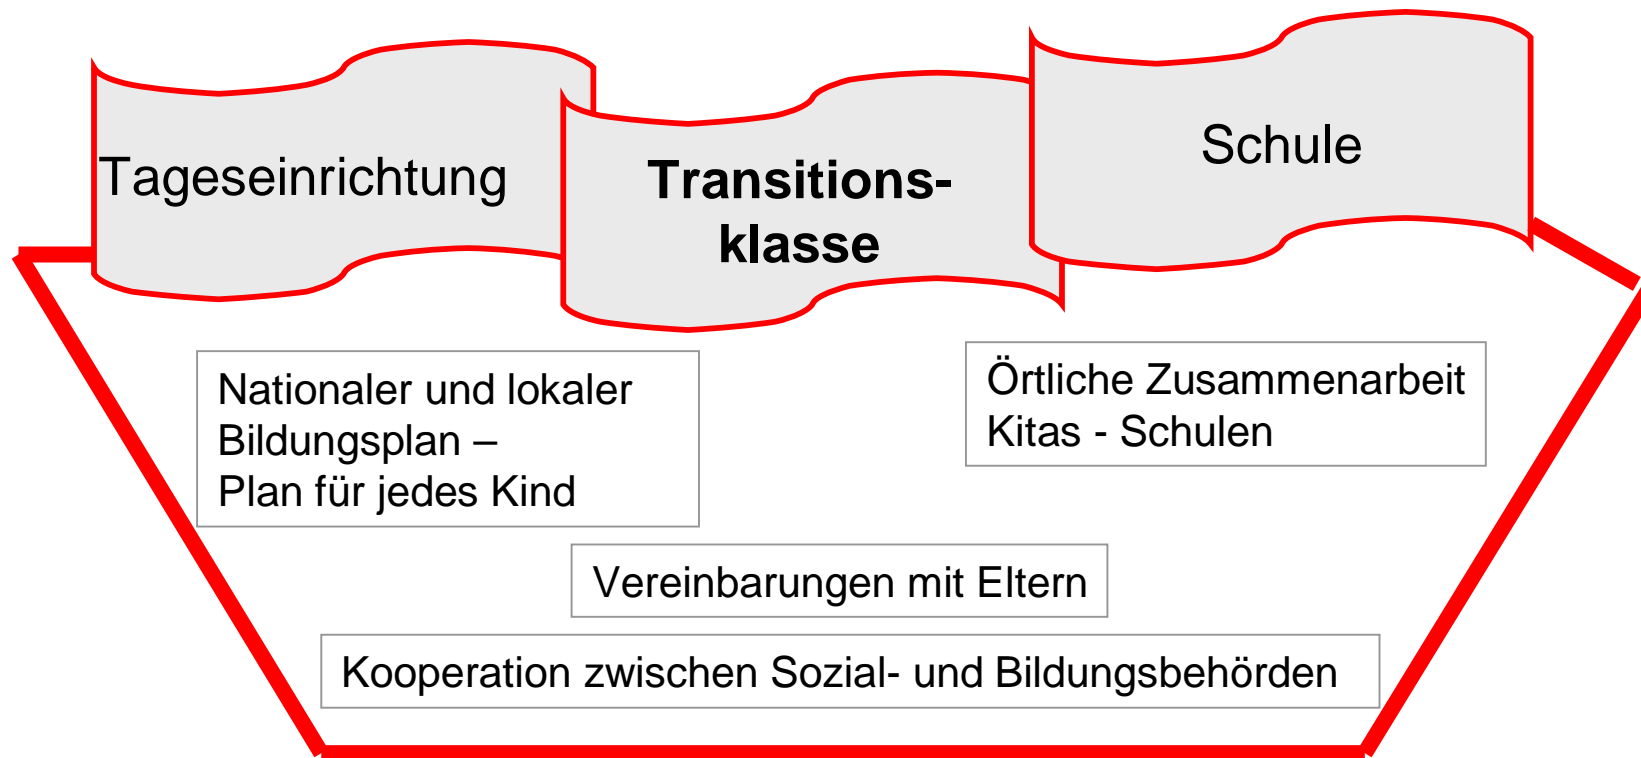 Tageseinrichtung
Transitions-
klasse
Schule
Nationaler und lokaler
Bildungsplan –
Plan für jedes Kind
Örtliche Zusammenarbeit
Kitas - Schulen
Vereinbarungen mit Eltern
Kooperation zwischen Sozial- und Bildungsbehörden